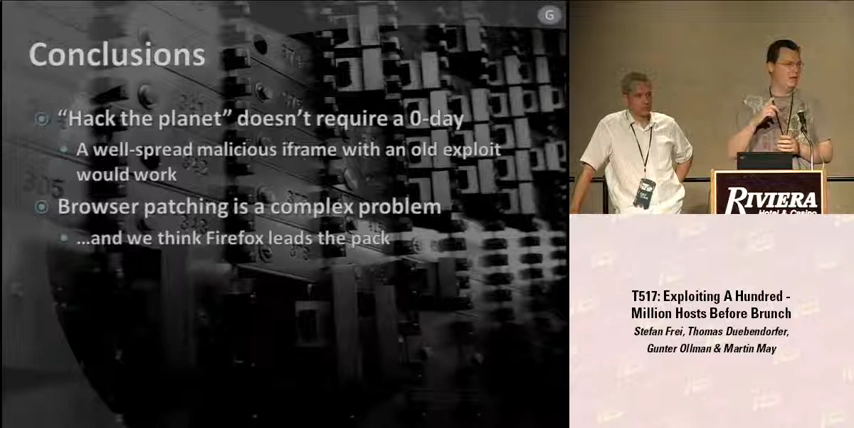 G
Conclusions
"Hack the planet" doesn't require a 0-day
A well-spread malicious iframe with an old exploit
would work
Browser patching is a complex problem
...and we think Firefox leads the pack
RIVIERA
Hotel & Casino
T517: Exploiting A Hundred -
Million Hosts Before Brunch
Stefan Frei, Thomas Duebendorfer,
Gunter Ollman & Martin May